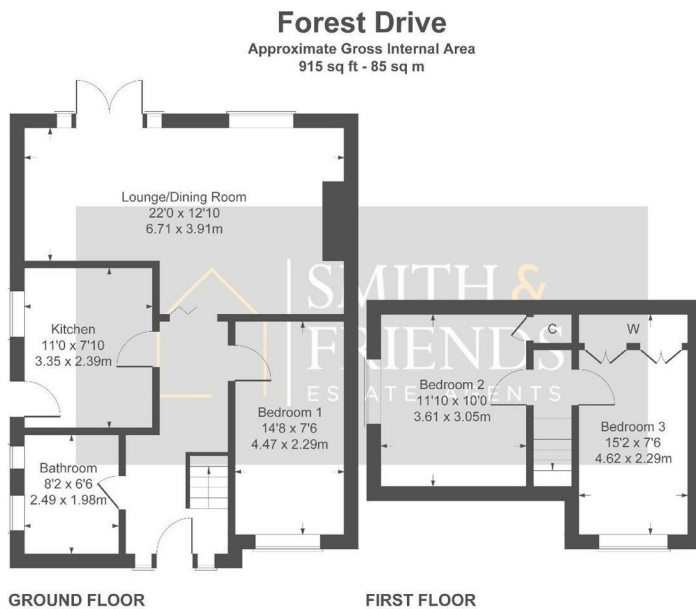 Forest Drive
Approximate Gross Internal Area
915 sq ft - 85 sq m
Lounge/Dining Room
22'0 x 12'10
6.71 x 3.91m
Kitchen
11'0 x 7'10
3.35 x 2.39m
Bedroom 1
14'8 x 7'6
4.47 x 2.29m
Bathroom
8'2 x 6'6
2.49 x 1.98m
SMITH &
FRIENDS
ESTATE AGENTS
C
W
Bedroom 2
11'10 x 10'0
3.61 x 3.05m
Bedroom 3
15'2 x 7'6
4.62 x 2.29m
GROUND FLOOR
FIRST FLOOR